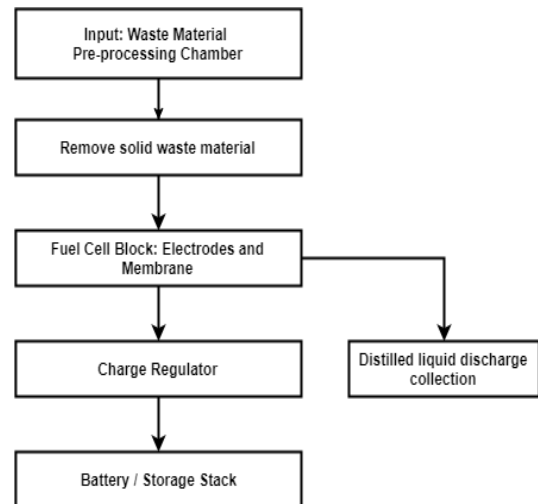 Input: Waste Material
Pre-processing Chamber
Remove solid waste material
Fuel Cell Block: Electrodes and
Membrane
Charge Regulator
Distilled liquid discharge
collection
Battery / Storage Stack